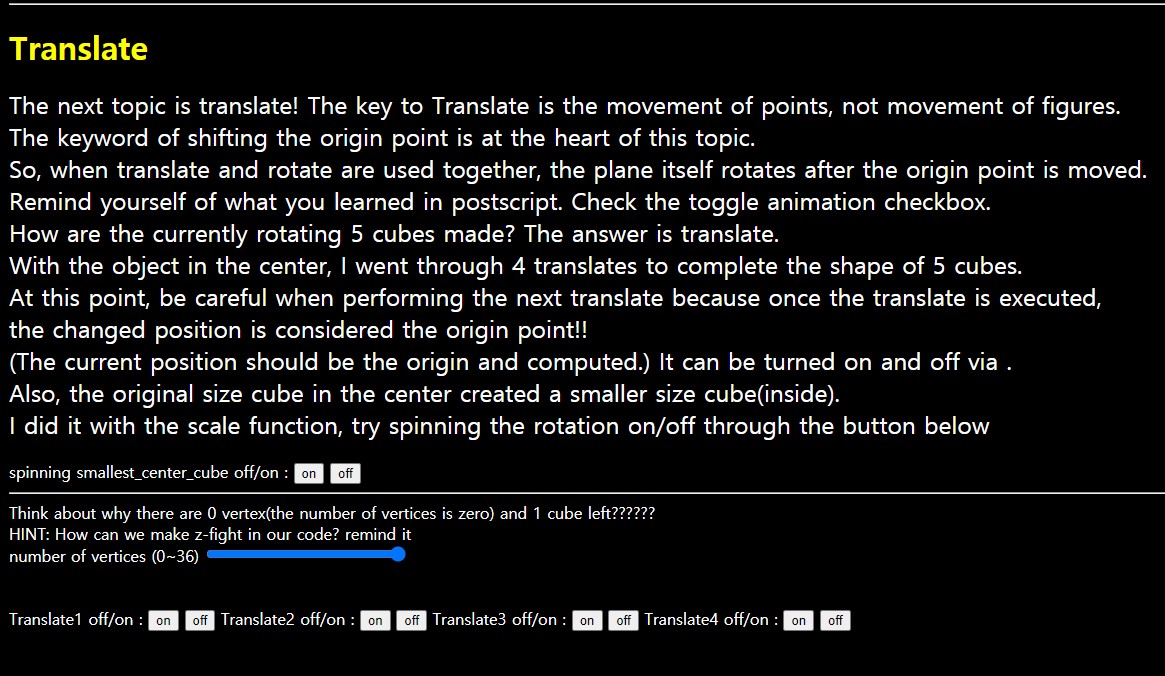 Translate
The next topic is translate! The key to Translate is the movement of points, not movement of figures.
The keyword of shifting the origin point is at the heart of this topic.
So, when translate and rotate are used together, the plane itself rotates after the origin point is moved.
Remind yourself of what you learned in postscript. Check the toggle animation checkbox.
How are the currently rotating 5 cubes made? The answer is translate.
With the object in the center, I went through 4 translates to complete the shape of 5 cubes.
At this point, be careful when performing the next translate because once the translate is executed,
the changed position is considered the origin point!!
(The current position should be the origin and computed.) It can be turned on and off via .
Also, the original size cube in the center created a smaller size cube(inside).
I did it with the scale function, try spinning the rotation on/off through the button below
spinning smallest_center_cube off/on : on off
Think about why there are 0 vertex(the number of vertices is zero) and 1 cube left??????
HINT: How can we make z-fight in our code? remind it
number of vertices (0~36)
Translate1 off/on : on off Translate2 off/on : on off Translate3 off/on : on off Translate4 off/on : on off